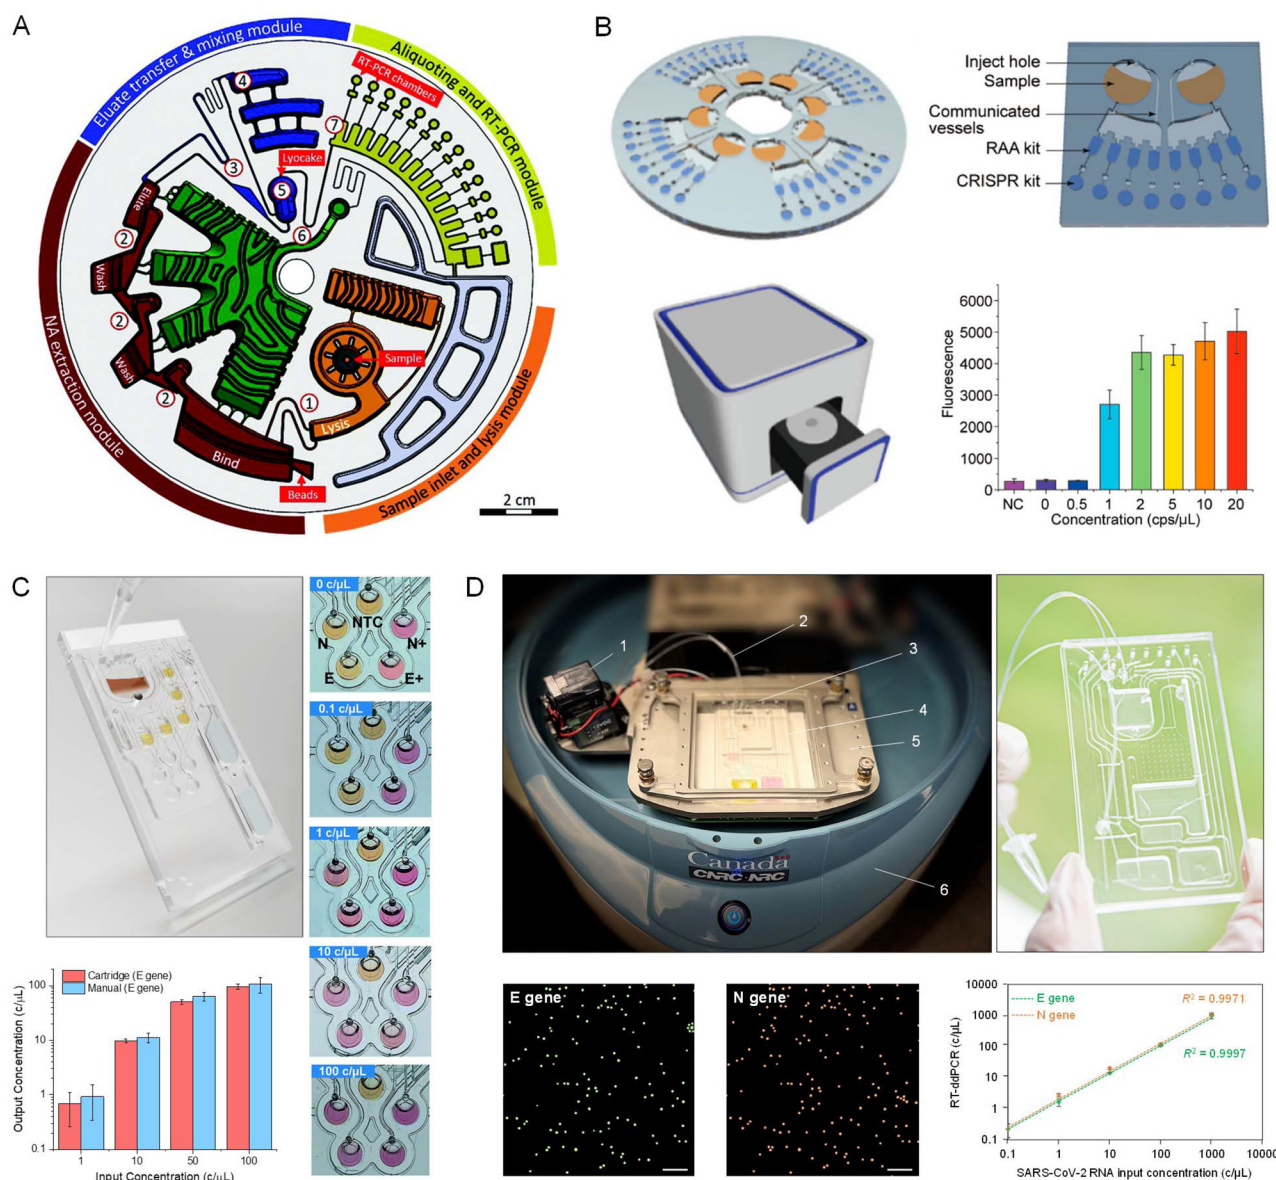 A
Eluate transfer & mixing module
Aliquoting and RT-PCR module
NA extraction module
Sample inlet and lysis module
RT-PCR chambers
Lyocake
Sample
Beads
Elute
Wash
Wash
Bind
Lysis
1
2
2
2
3
4
5
6
7
2 cm
B
Inject hole
Sample
Communicated
vessels
RAA kit
CRISPR kit
Fluorescence
6000
5000
4000
3000
2000
1000
0
NC 0 0.5 1 2 5 10 20
Concentration (cps/µL)
C
0 c/µL
NTC
N N+
E E+
0.1 c/µL
1 c/µL
10 c/µL
100 c/µL
Cartridge (E gene)
Manual (E gene)
Output Concentration (c/µL)
100
10
1
0.1
1 10 50 100
Input Concentration (c/µL)
D
1
2
3
4
5
6
Canada
CNRC·NRC
E gene
N gene
E gene
N gene
R² = 0.9971
R² = 0.9997
RT-ddPCR (c/µL)
10000
1000
100
10
1
0.1
0.1 1 10 100 1000 10000
SARS-CoV-2 RNA input concentration (c/µL)